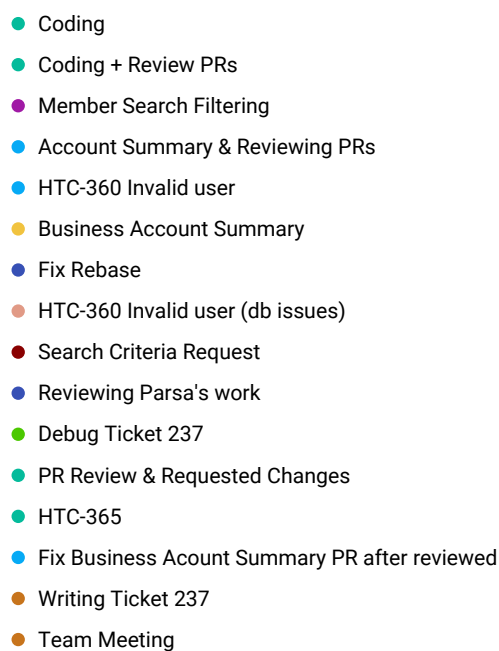 Coding
Coding + Review PRs
Member Search Filtering
Account Summary & Reviewing PRs
HTC-360 Invalid user
Business Account Summary
Fix Rebase
HTC-360 Invalid user (db issues)
Search Criteria Request
Reviewing Parsa's work
Debug Ticket 237
PR Review & Requested Changes
HTC-365
Fix Business Acount Summary PR after reviewed
Writing Ticket 237
Team Meeting